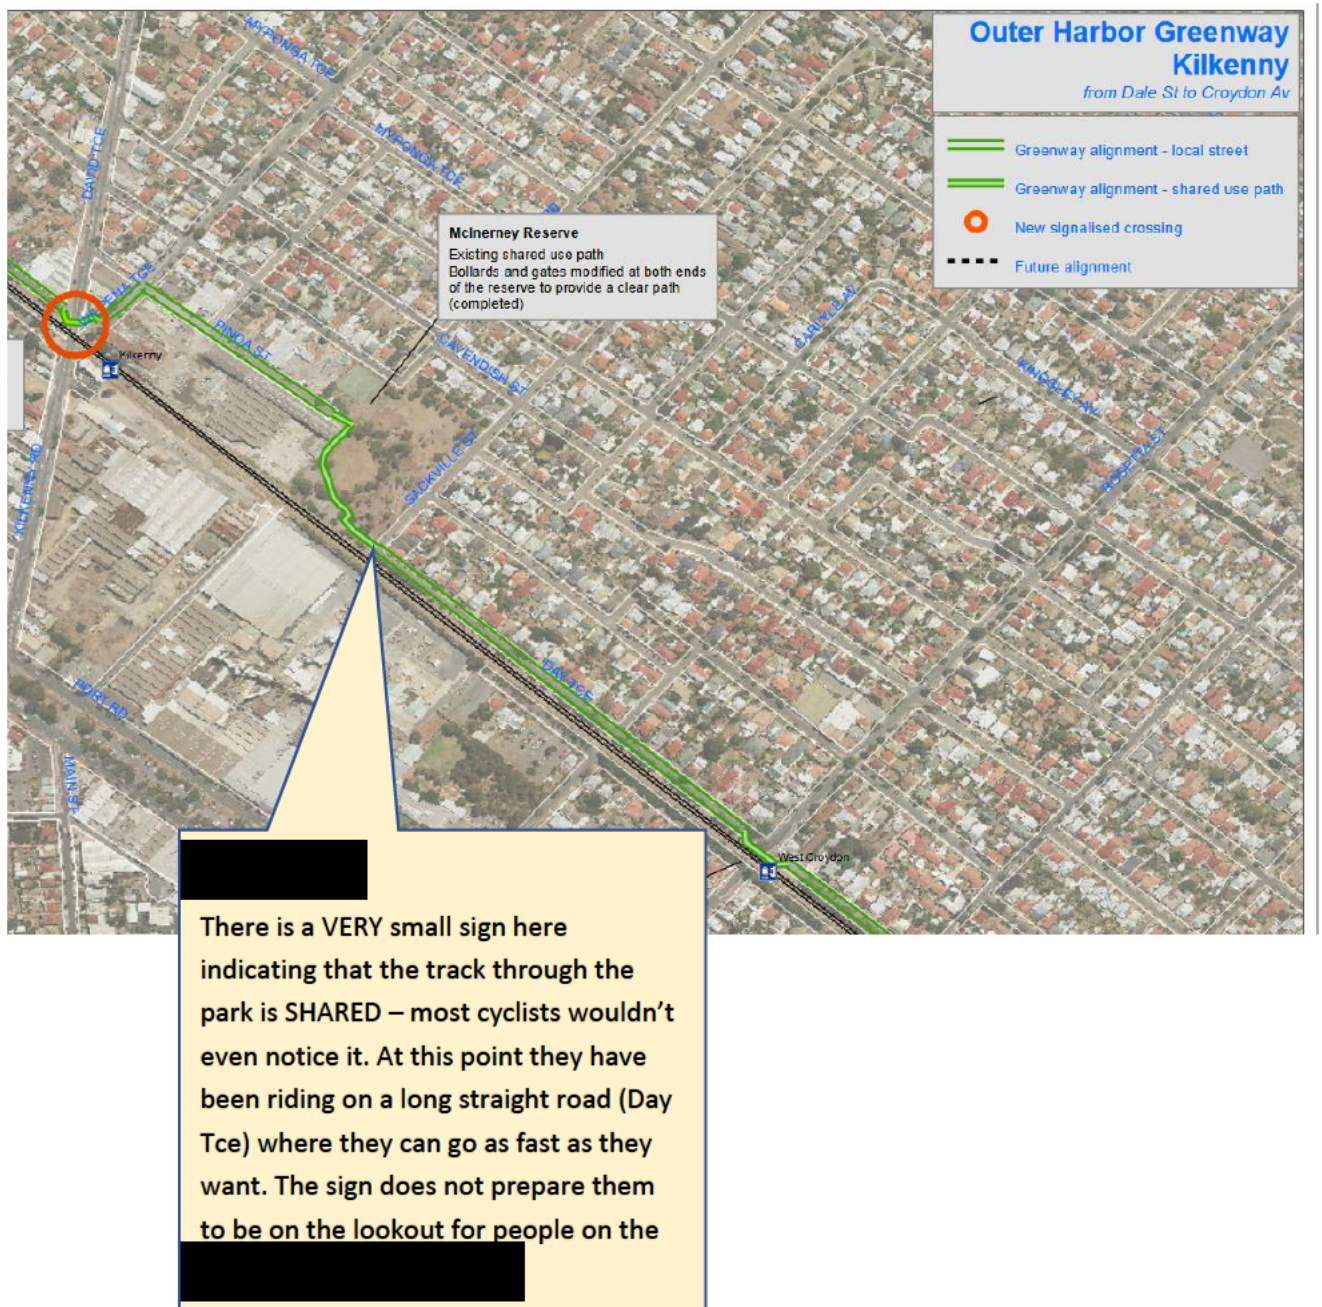 Outer Harbor Greenway
Kilkenny
from Dale St to Croydon Av
Greenway alignment - local street
Greenway alignment - shared use path
New signalised crossing
Future alignment
MYPONGA TCE
MYPONGA TCE
DAVID TCE
McInerney Reserve
Existing shared use path
Bollards and gates modified at both ends
of the reserve to provide a clear path
(completed)
PINDA ST
Kilkenny
CAVENDISH ST
CARLYLE AV
KINGSLEY AV
ROSETTA ST
SACKVILLE ST
KILKENNY RD
DAY TCE
PORT RD
MAIN ST
West Croydon
There is a VERY small sign here
indicating that the track through the
park is SHARED – most cyclists wouldn't
even notice it. At this point they have
been riding on a long straight road (Day
Tce) where they can go as fast as they
want. The sign does not prepare them
to be on the lookout for people on the